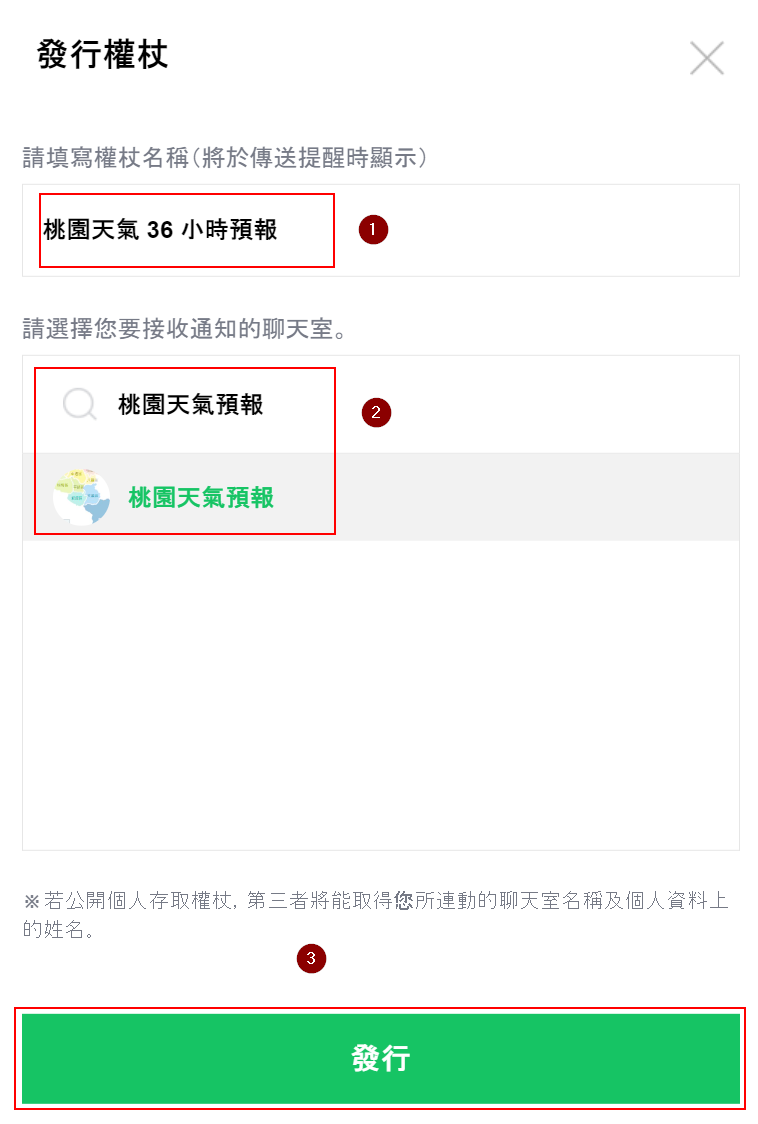 發行權杖
請填寫權杖名稱(將於傳送提醒時顯示)
桃園天氣 36 小時預報
1
請選擇您要接收通知的聊天室。
桃園天氣預報
2
桃園天氣預報
※若公開個人存取權杖, 第三者將能取得您所連動的聊天室名稱及個人資料上
的姓名。
3
發行